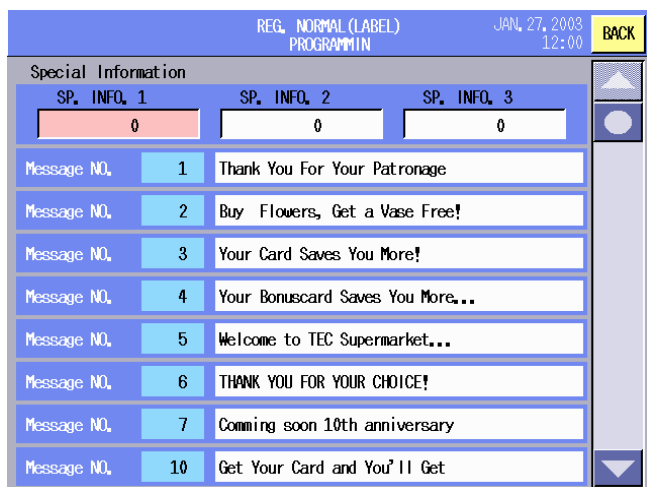 REG. NORMAL(LABEL) JAN, 27, 2003 BACK
PROGRAMMIN 12:00
Special Information
SP. INFO. 1 SP. INFO. 2 SP. INFO. 3
0 0 0
Message NO. 1 Thank You For Your Patronage
Message NO. 2 Buy Flowers, Get a Vase Free!
Message NO. 3 Your Card Saves You More!
Message NO. 4 Your Bonuscard Saves You More...
Message NO. 5 Welcome to TEC Supermarket...
Message NO. 6 THANK YOU FOR YOUR CHOICE!
Message NO. 7 Comming soon 10th anniversary
Message NO. 10 Get Your Card and You'll Get